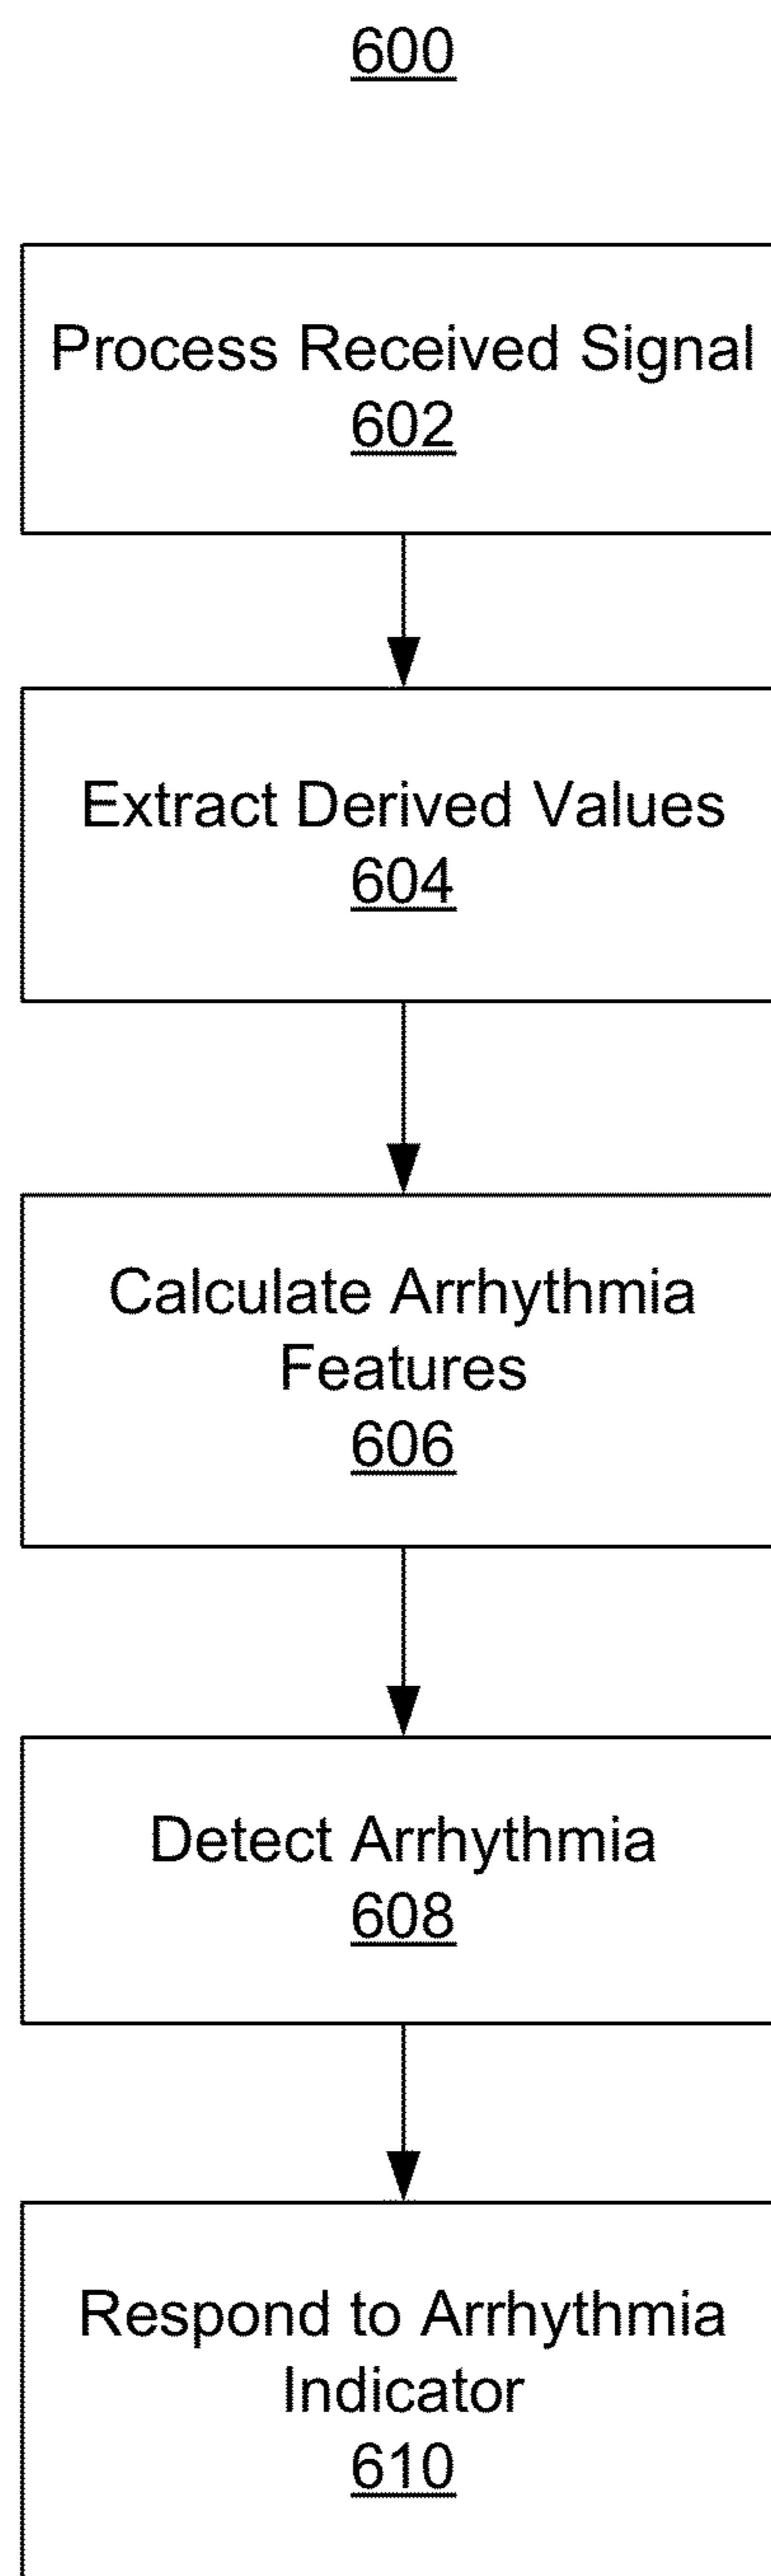 600
Process Received Signal
602
Extract Derived Values
604
Calculate Arrhythmia
Features
606
Detect Arrhythmia
608
Respond to Arrhythmia
Indicator
610